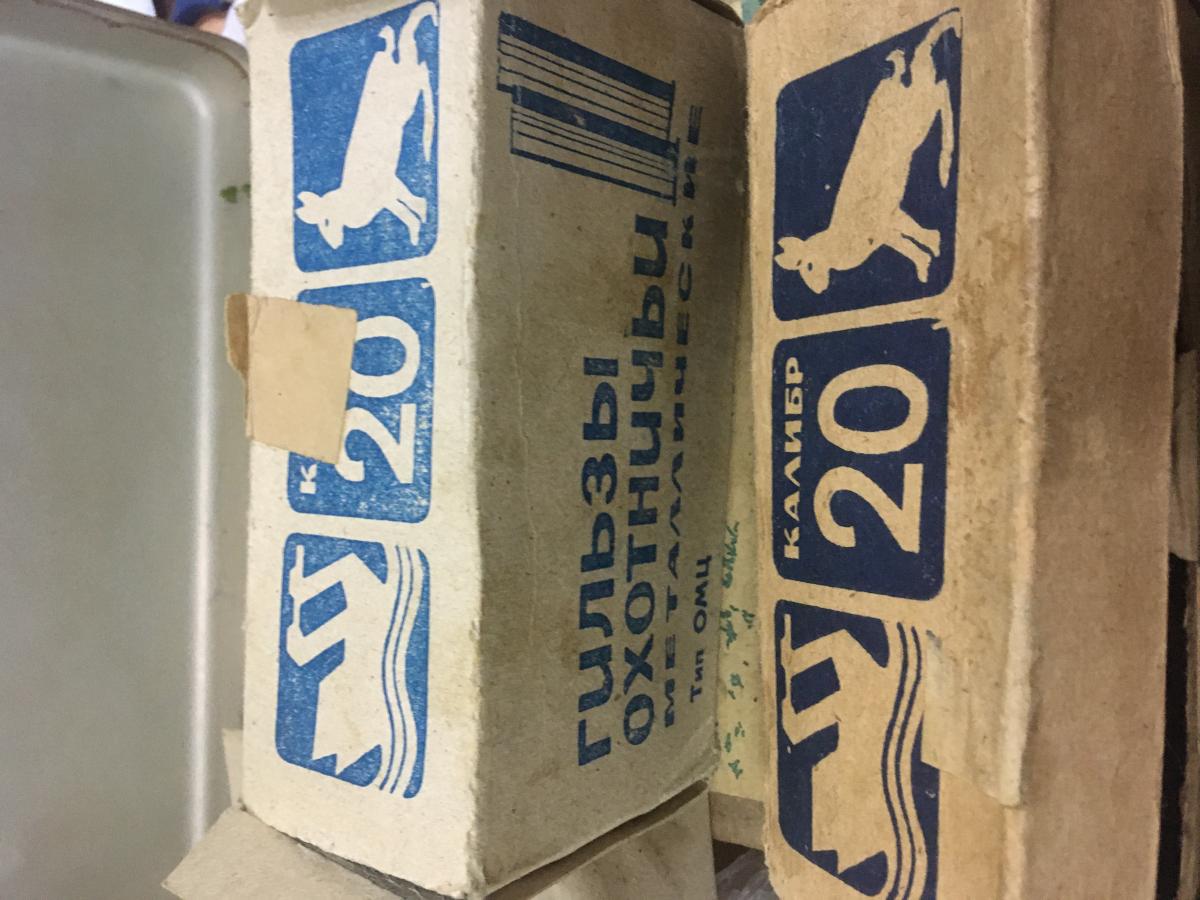 20
ГИЛЬЗЫ
ОХОТНИЧЬИ
МЕТАЛЛИЧЕСКИЕ
Тип ОМЦ
КАЛИБР
20